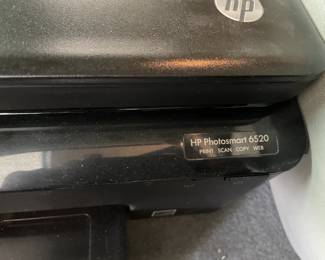 hp
HP Photosmart 6520
PRINT SCAN COPY WEB